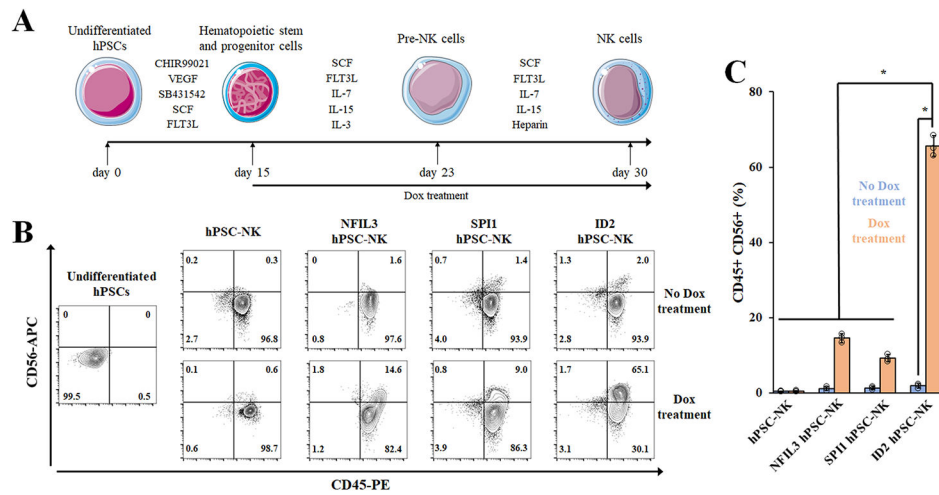 A
Undifferentiated
hPSCs
Hematopoietic stem
and progenitor cells
Pre-NK cells
NK cells
CHIR99021
VEGF
SB431542
SCF
FLT3L
SCF
FLT3L
IL-7
IL-15
IL-3
SCF
FLT3L
IL-7
IL-15
Heparin
day 0
day 15
day 23
day 30
Dox treatment
B
Undifferentiated
hPSCs
hPSC-NK
NFIL3
hPSC-NK
SPI1
hPSC-NK
ID2
hPSC-NK
0 0
99.5 0.5
0.2 0.3
2.7 96.8
0 1.6
0.8 97.6
0.7 1.4
4.0 93.9
1.3 2.0
2.8 93.9
No Dox
treatment
0.1 0.6
0.6 98.7
1.8 14.6
1.2 82.4
0.8 9.0
3.9 86.3
1.7 65.1
3.1 30.1
Dox
treatment
CD56-APC
CD45-PE
C
*
*
CD45+ CD56+ (%)
80
60
40
20
0
No Dox
treatment
Dox
treatment
hPSC-NK
NFIL3 hPSC-NK
SPI1 hPSC-NK
ID2 hPSC-NK